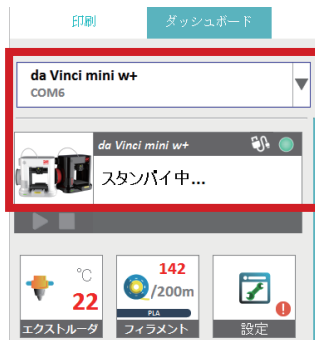 印刷 ダッシュボード
da Vinci mini w+
COM6
da Vinci mini w+
スタンバイ中...
℃
22
エクストルーダ
142
/200m
PLA
フィラメント
!
設定